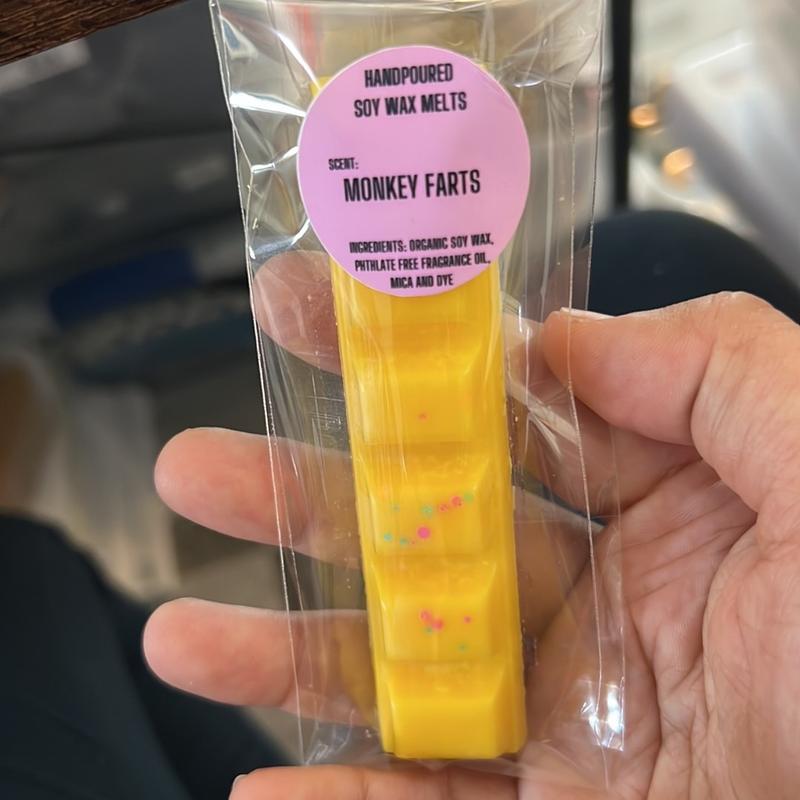 HANDPOURED
SOY WAX MELTS
SCENT:
MONKEY FARTS
INGREDIENTS: ORGANIC SOY WAX,
PHTHLATE FREE FRAGRANCE OIL,
MICA AND DYE